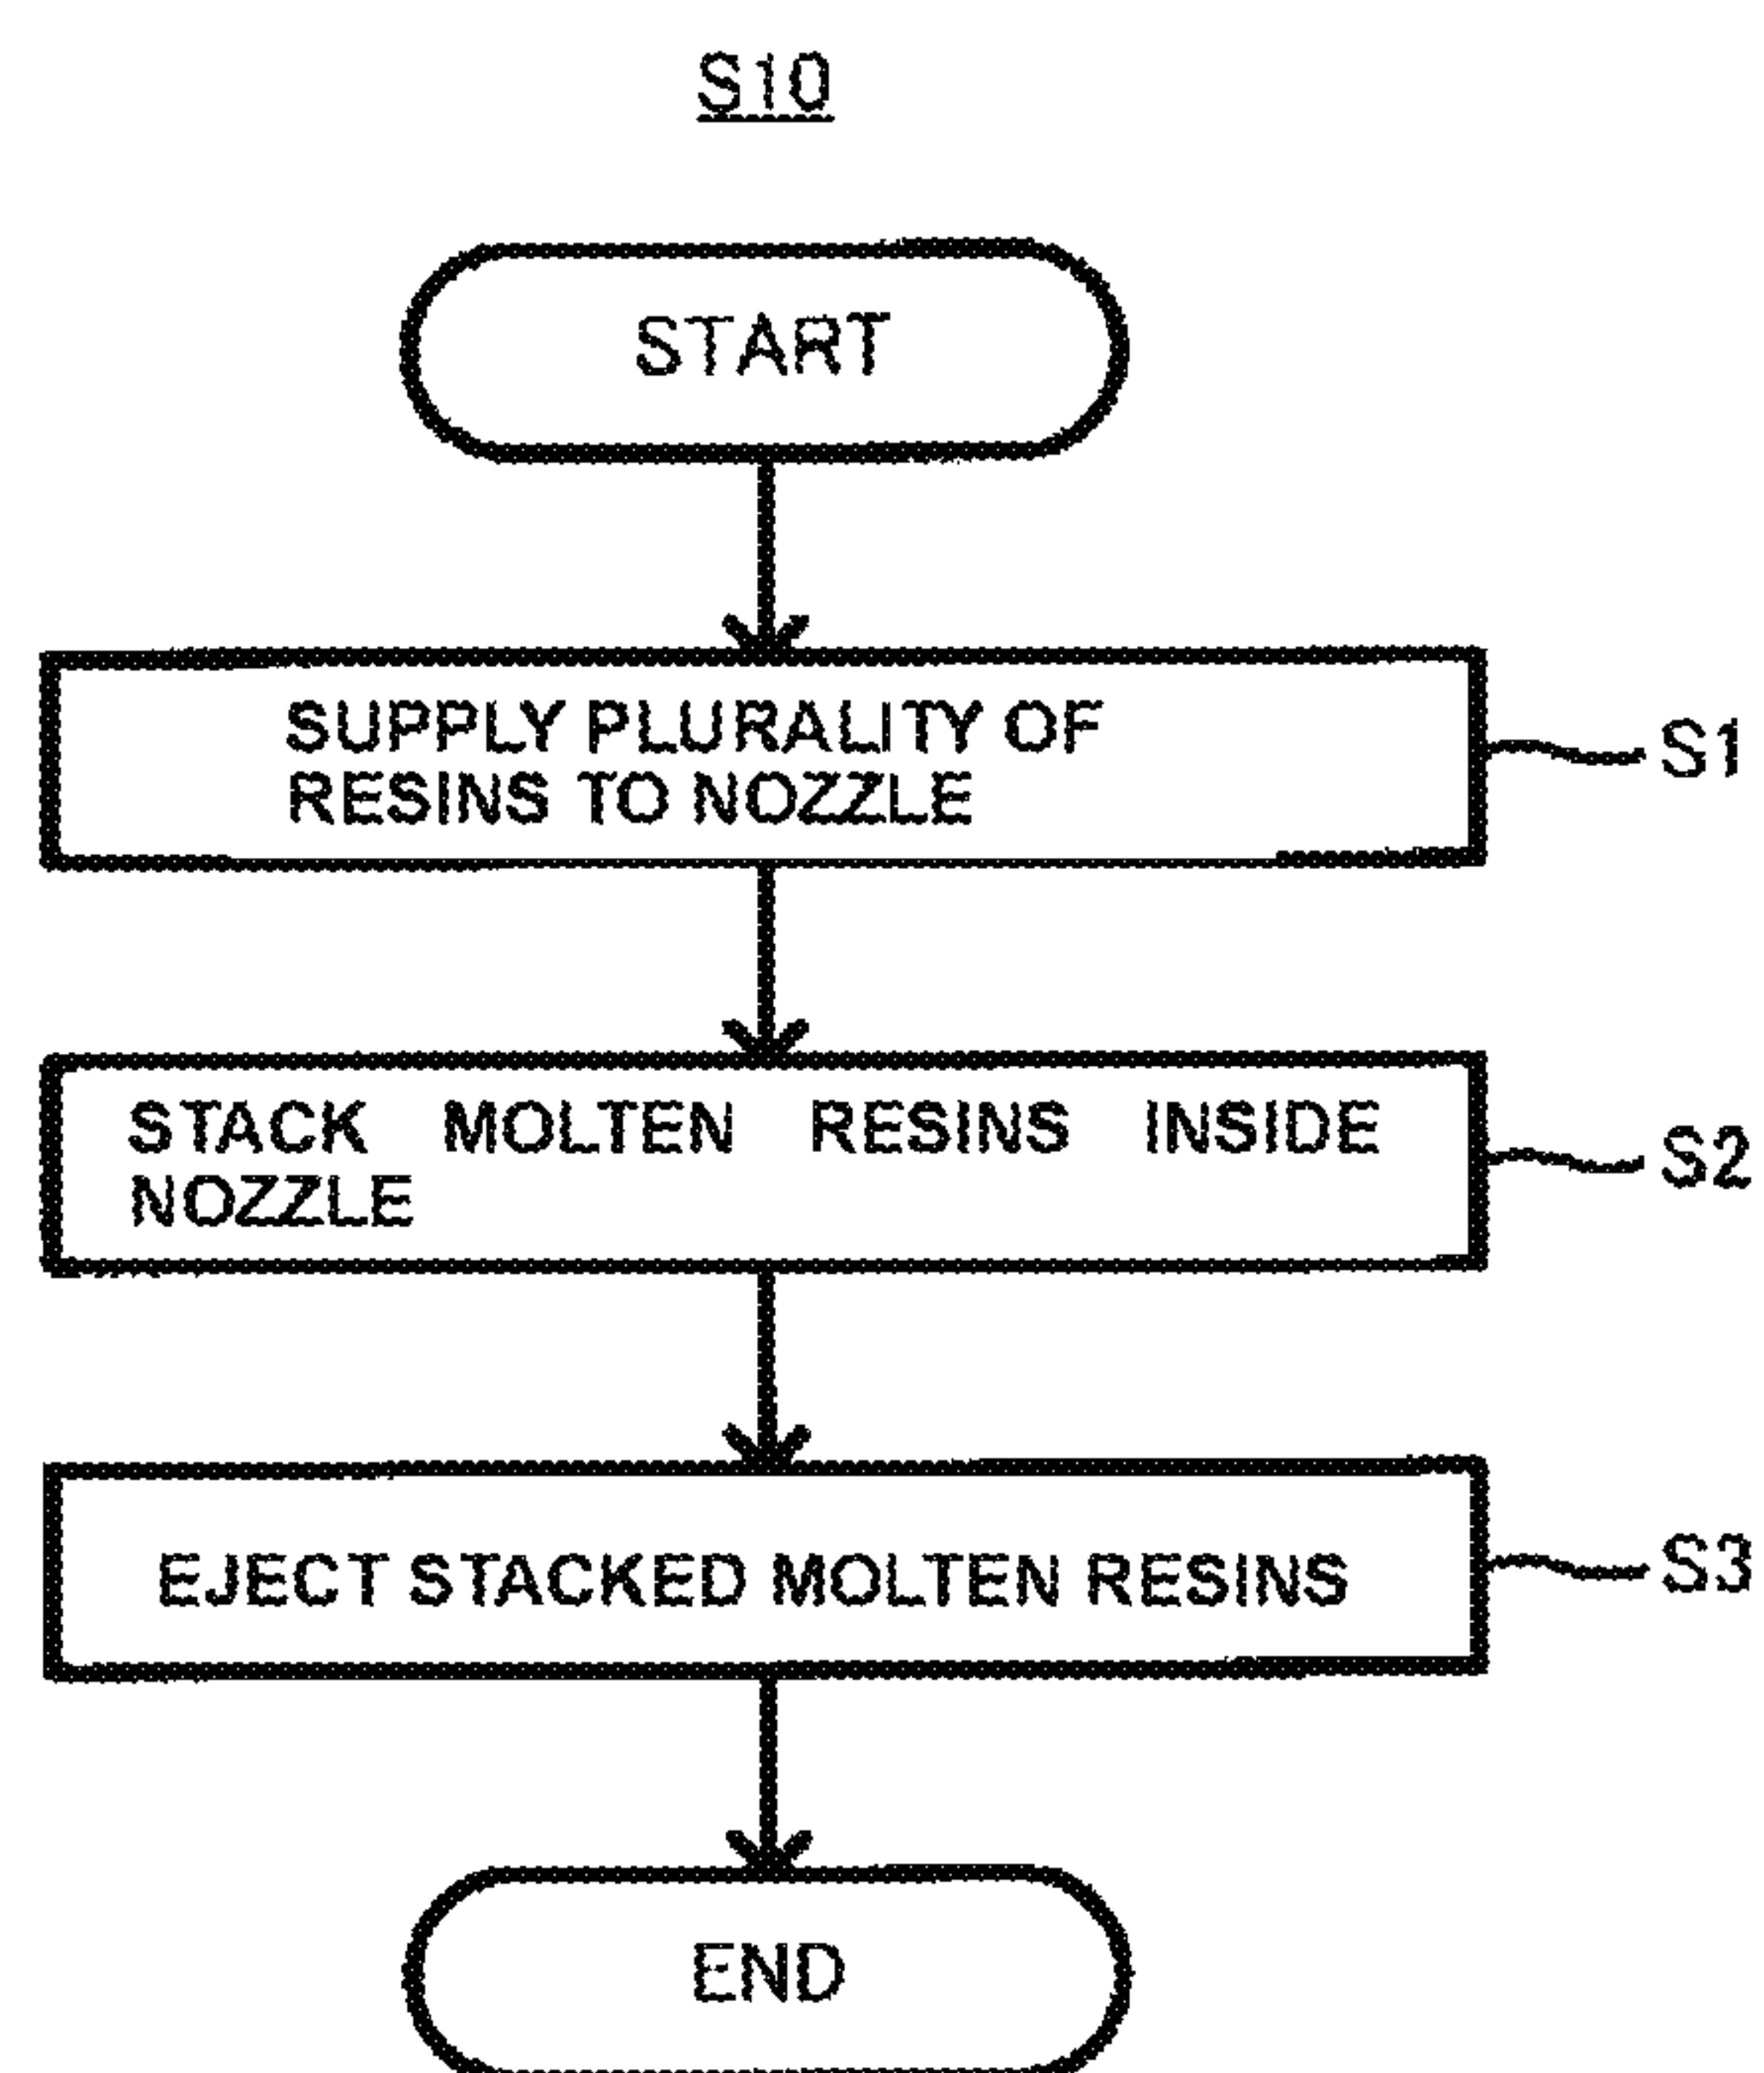 S10
START
SUPPLY PLURALITY OF
RESINS TO NOZZLE
S1
STACK MOLTEN RESINS INSIDE
NOZZLE
S2
EJECT STACKED MOLTEN RESINS
S3
END